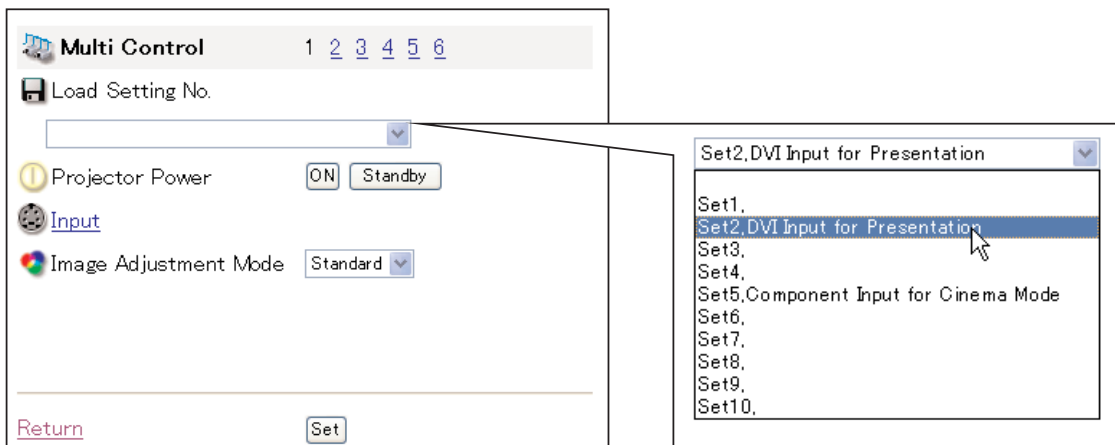 Multi Control 1 2 3 4 5 6
Load Setting No.
Projector Power ON Standby
Input
Image Adjustment Mode Standard
Return Set
Set2,DVI Input for Presentation
Set1,
Set2,DVI Input for Presentation
Set3,
Set4,
Set5,Component Input for Cinema Mode
Set6,
Set7,
Set8,
Set9,
Set10,